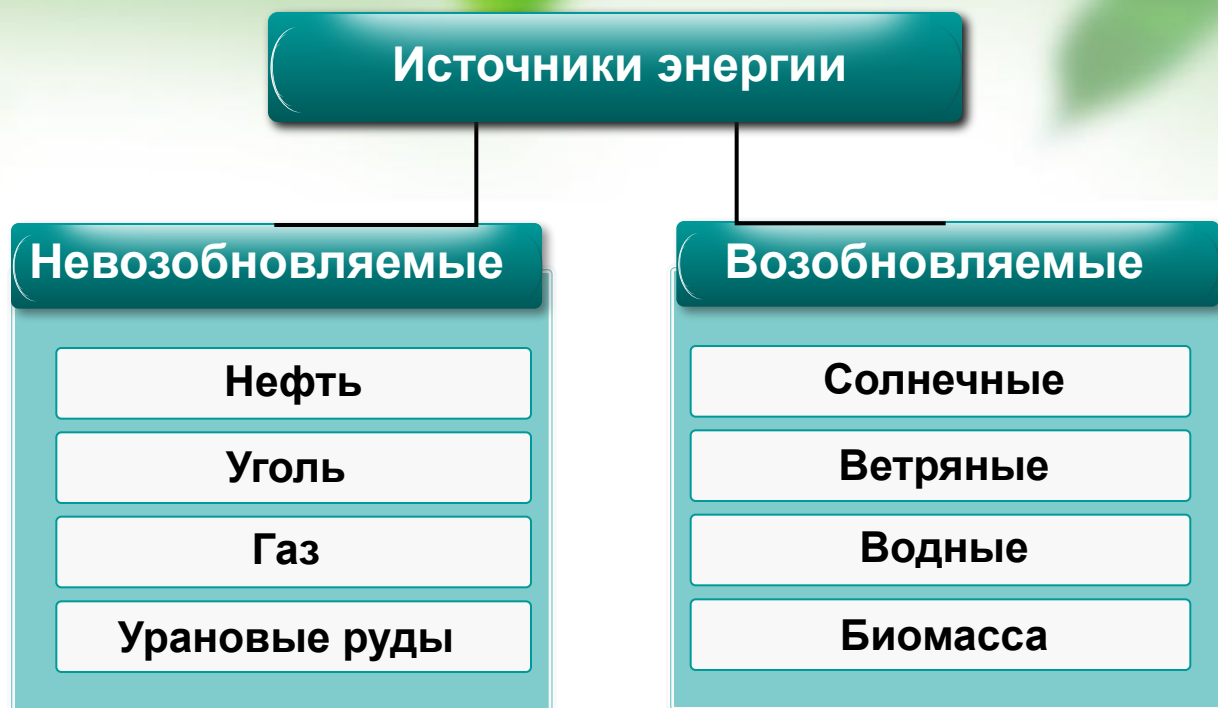 Источники энергии
Невозобновляемые
Нефть
Уголь
Газ
Урановые руды
Возобновляемые
Солнечные
Ветряные
Водные
Биомасса